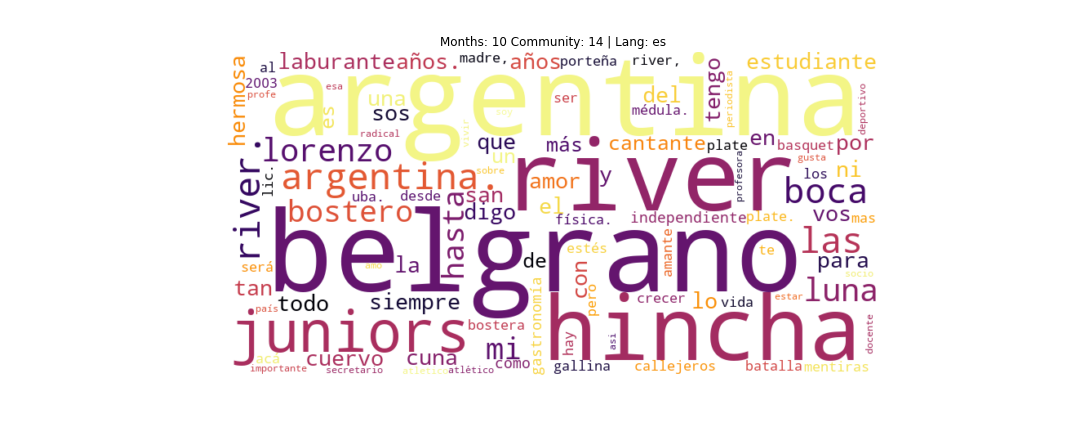 Months: 10 Community: 14 | Lang: es
hermosa al laburante años. madre, años porteña river, estudiante
2003 profe esa argentina una sos es radical soy vivir ser del médula. tengo periodista deportivo
river. lic. lorenzo que más cantante plate en basquet por
argentina. un sobre river profesora gusta los ni
uba. desde san amor y boca
bostero hasta digo el física. independiente plate. vos mas
belgrano las
será la amo de estés amante te para
tan país todo siempre gastronomía con pero crecer lo vida estar socio luna
juniors bostera mi hincha
acá cuervo cuna como hay asi docente
importante secretario atlético atlético gallina callejeros batalla mentiras